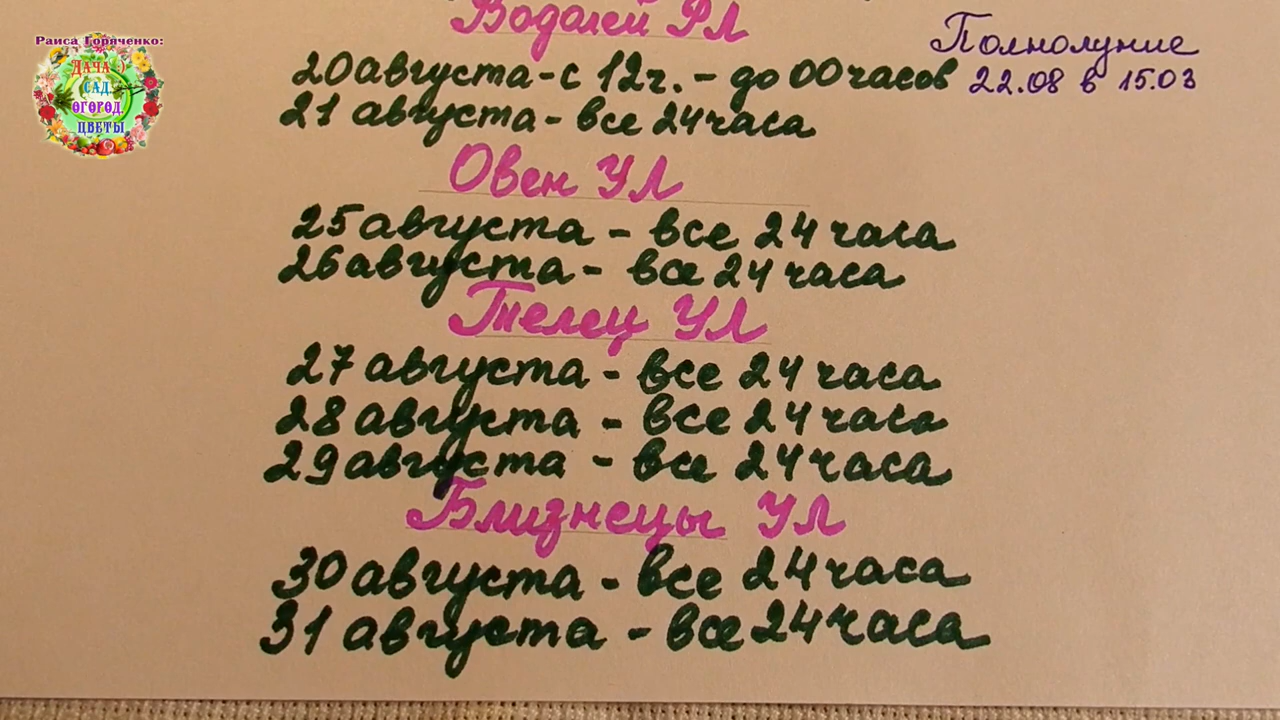 Раиса Горяченко:
Дача:-)
САД,
ОГОРОД,
ЦВЕТЫ
Водолей РЛ
Полнолуние
22.08 в 15.03
20 августа - с 12ч. - до 00 часов
21 августа - все 24 часа
Овен УЛ
25 августа - все 24 часа
26 августа - все 24 часа
Телец УЛ
27 августа - все 24 часа
28 августа - все 24 часа
29 августа - все 24 часа
Близнецы УЛ
30 августа - все 24 часа
31 августа - все 24 часа